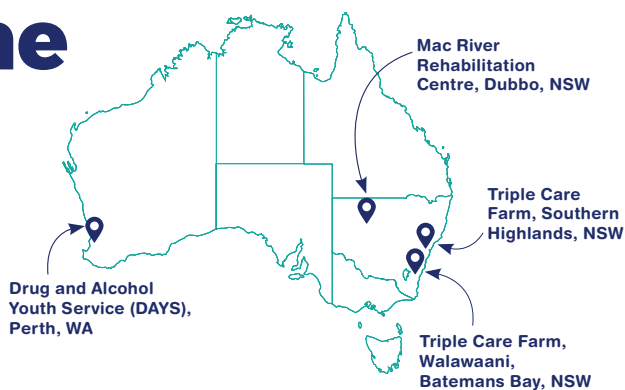 ne
Mac River
Rehabilitation
Centre, Dubbo, NSW
Triple Care
Farm, Southern
Highlands, NSW
Drug and Alcohol
Youth Service (DAYS),
Perth, WA
Triple Care Farm,
Walawaani,
Batemans Bay, NSW